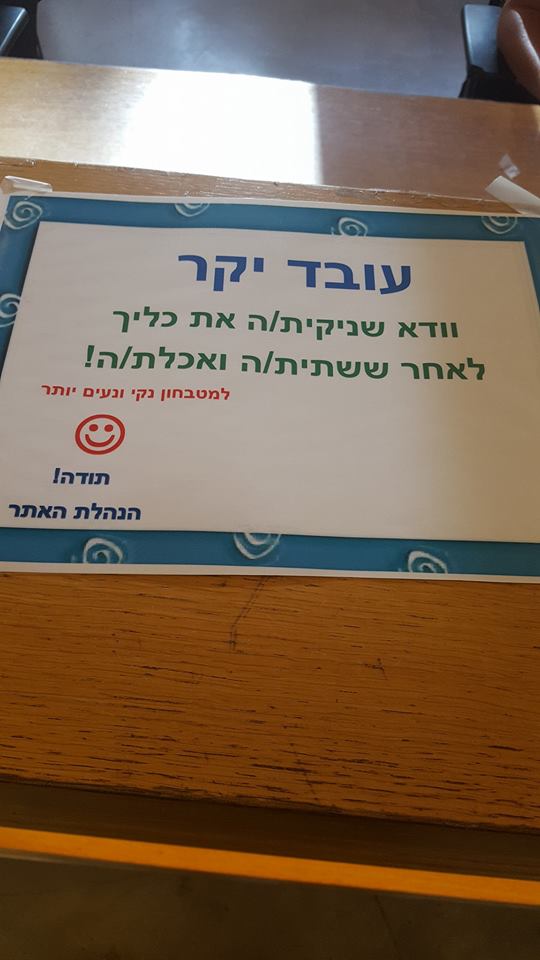 עובד יקר
וודא שניקית/ה את כליך
לאחר ששתית/ה ואכלת/ה!
למטבחון נקי ונעים יותר
תודה!
הנהלת האתר